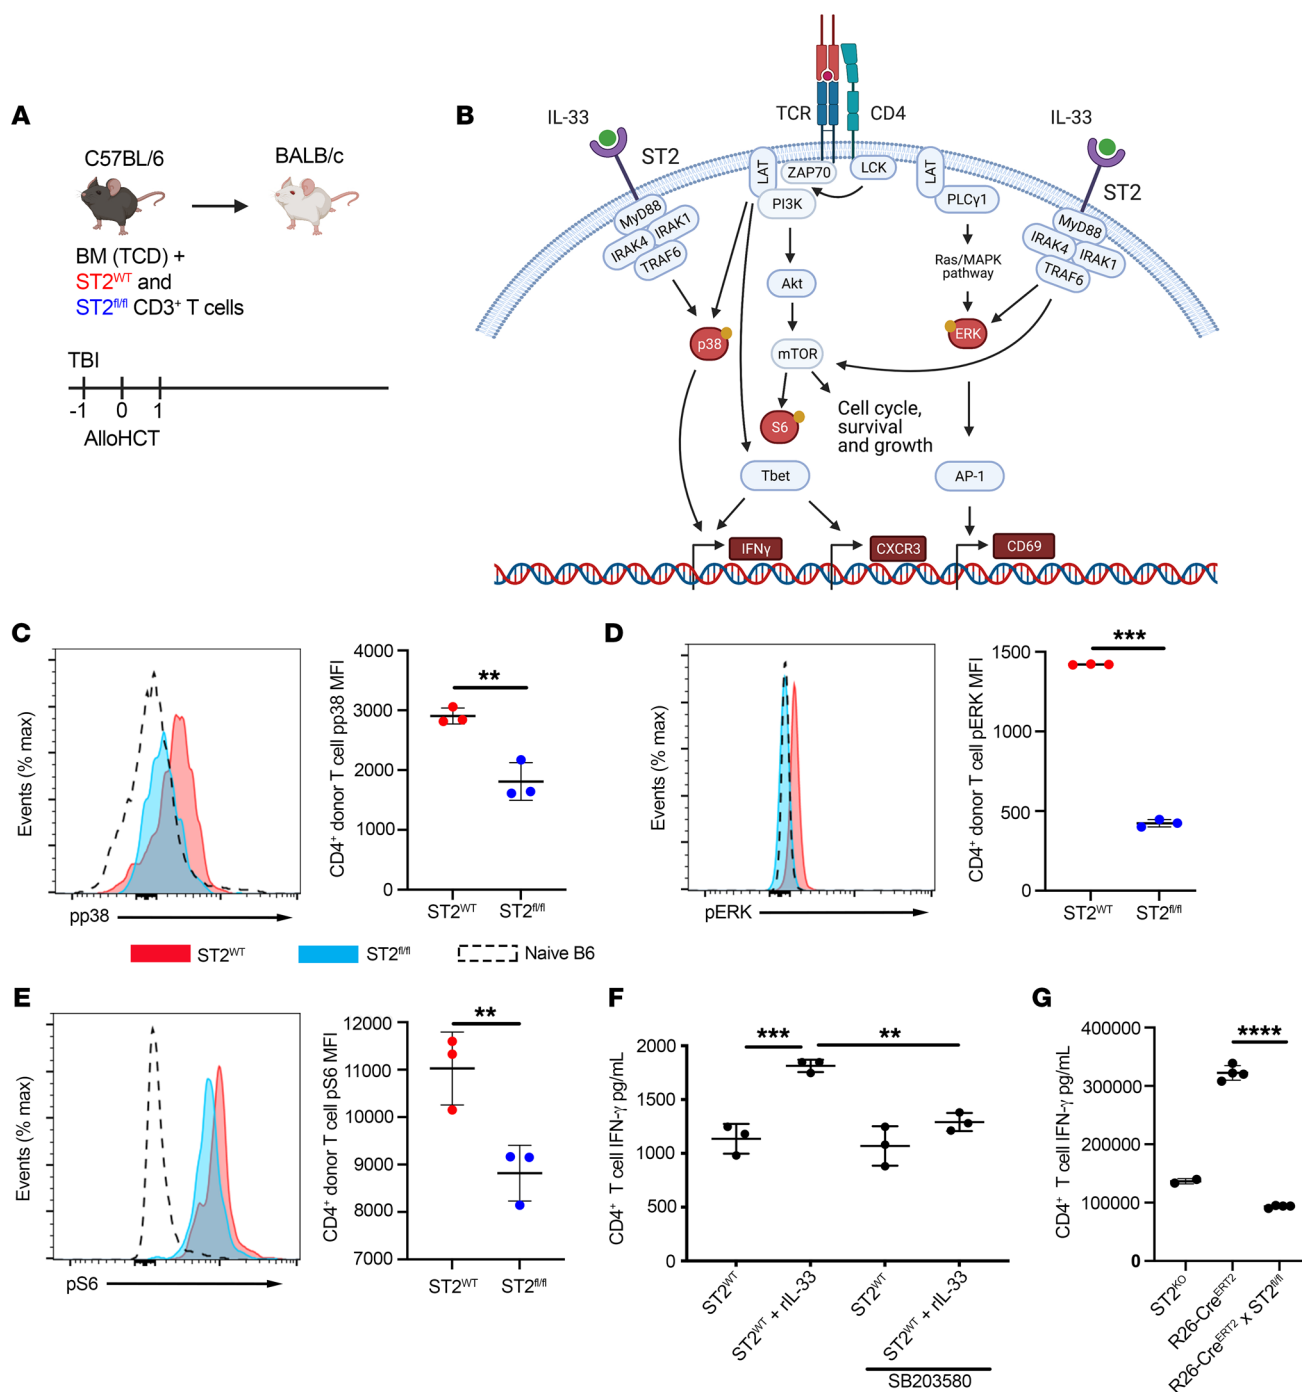 A
C57BL/6
BALB/c
BM (TCD) +
ST2WT and
ST2fl/fl CD3+ T cells
TBI
-1 0 1
AlloHCT
B
IL-33
ST2
TCR
CD4
IL-33
ST2
MyD88
IRAK4
IRAK1
TRAF6
LAT
ZAP70
LCK
PI3K
LAT
PLCγ1
MyD88
IRAK4
IRAK1
TRAF6
Ras/MAPK
pathway
Akt
p38
mTOR
ERK
S6
Cell cycle,
survival
and growth
Tbet
AP-1
IFNγ
CXCR3
CD69
C
Events (% max)
pp38
CD4+ donor T cell pp38 MFI
4000
3000
2000
1000
0
**
ST2WT
ST2fl/fl
D
Events (% max)
pERK
CD4+ donor T cell pERK MFI
1500
1000
500
0
***
ST2WT
ST2fl/fl
ST2WT
ST2fl/fl
Naive B6
E
Events (% max)
pS6
CD4+ donor T cell pS6 MFI
12000
11000
10000
9000
8000
7000
**
ST2WT
ST2fl/fl
F
CD4+ T cell IFN-γ pg/mL
2000
1500
1000
500
0
***
**
ST2WT
ST2WT + rIL-33
ST2WT
ST2WT + rIL-33
SB203580
G
CD4+ T cell IFN-γ pg/mL
400000
300000
200000
100000
0
****
ST2KO
R26-CreERT2
R26-CreERT2 x ST2fl/fl